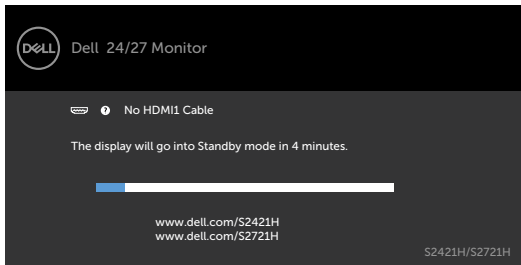 DELL Dell 24/27 Monitor
? No HDMI1 Cable
The display will go into Standby mode in 4 minutes.
www.dell.com/S2421H
www.dell.com/S2721H
S2421H/S2721H